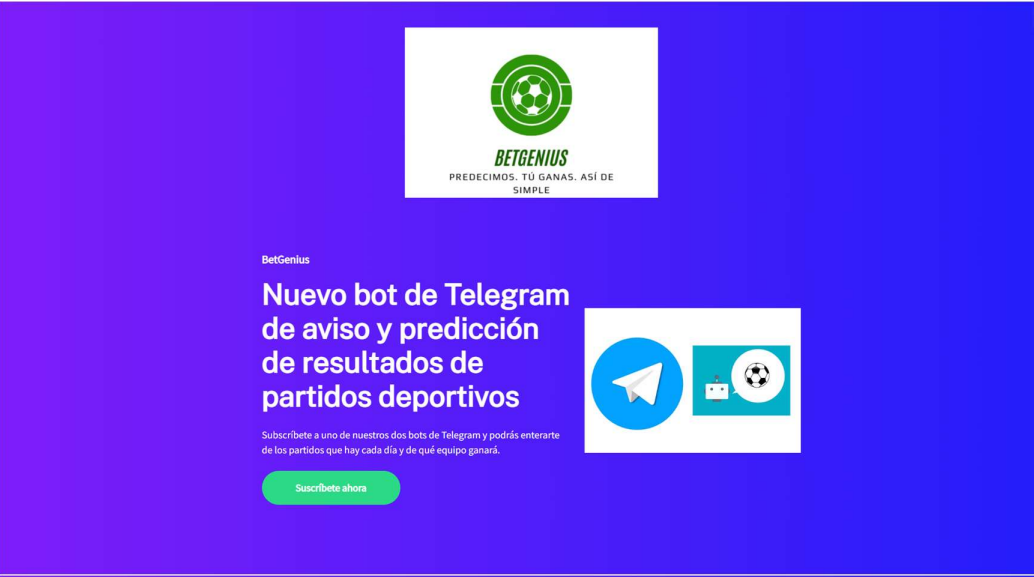 BETGENIUS
PREDECIMOS. TÚ GANAS. ASÍ DE
SIMPLE
BetGenius
Nuevo bot de Telegram
de aviso y predicción
de resultados de
partidos deportivos
Subscríbete a uno de nuestros dos bots de Telegram y podrás enterarte
de los partidos que hay cada día y de qué equipo ganará.
Suscríbete ahora